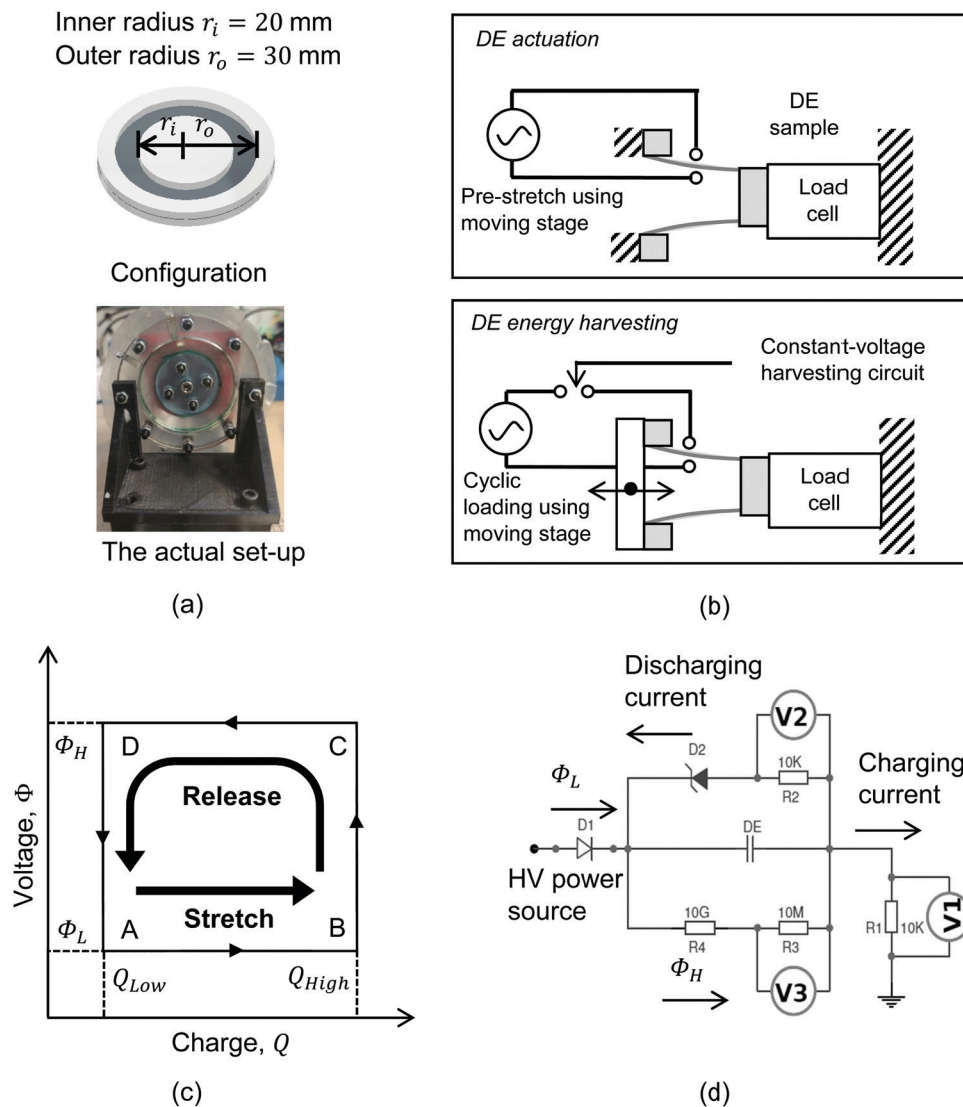 Inner radius r_i = 20 mm
Outer radius r_o = 30 mm
r_i r_o
Configuration
The actual set-up
(a)
DE actuation
DE
sample
Load
cell
Pre-stretch using
moving stage
DE energy harvesting
Constant-voltage
harvesting circuit
Cyclic
loading using
moving stage
Load
cell
(b)
Voltage, Φ
Φ_H
Φ_L
D
C
Release
Stretch
A
B
Q_Low
Q_High
Charge, Q
(c)
Discharging
current
V2
D2
10K
R2
Φ_L
Charging
current
D1
DE
HV power
source
10G
R4
10M
R3
R1
10K
V1
Φ_H
V3
(d)